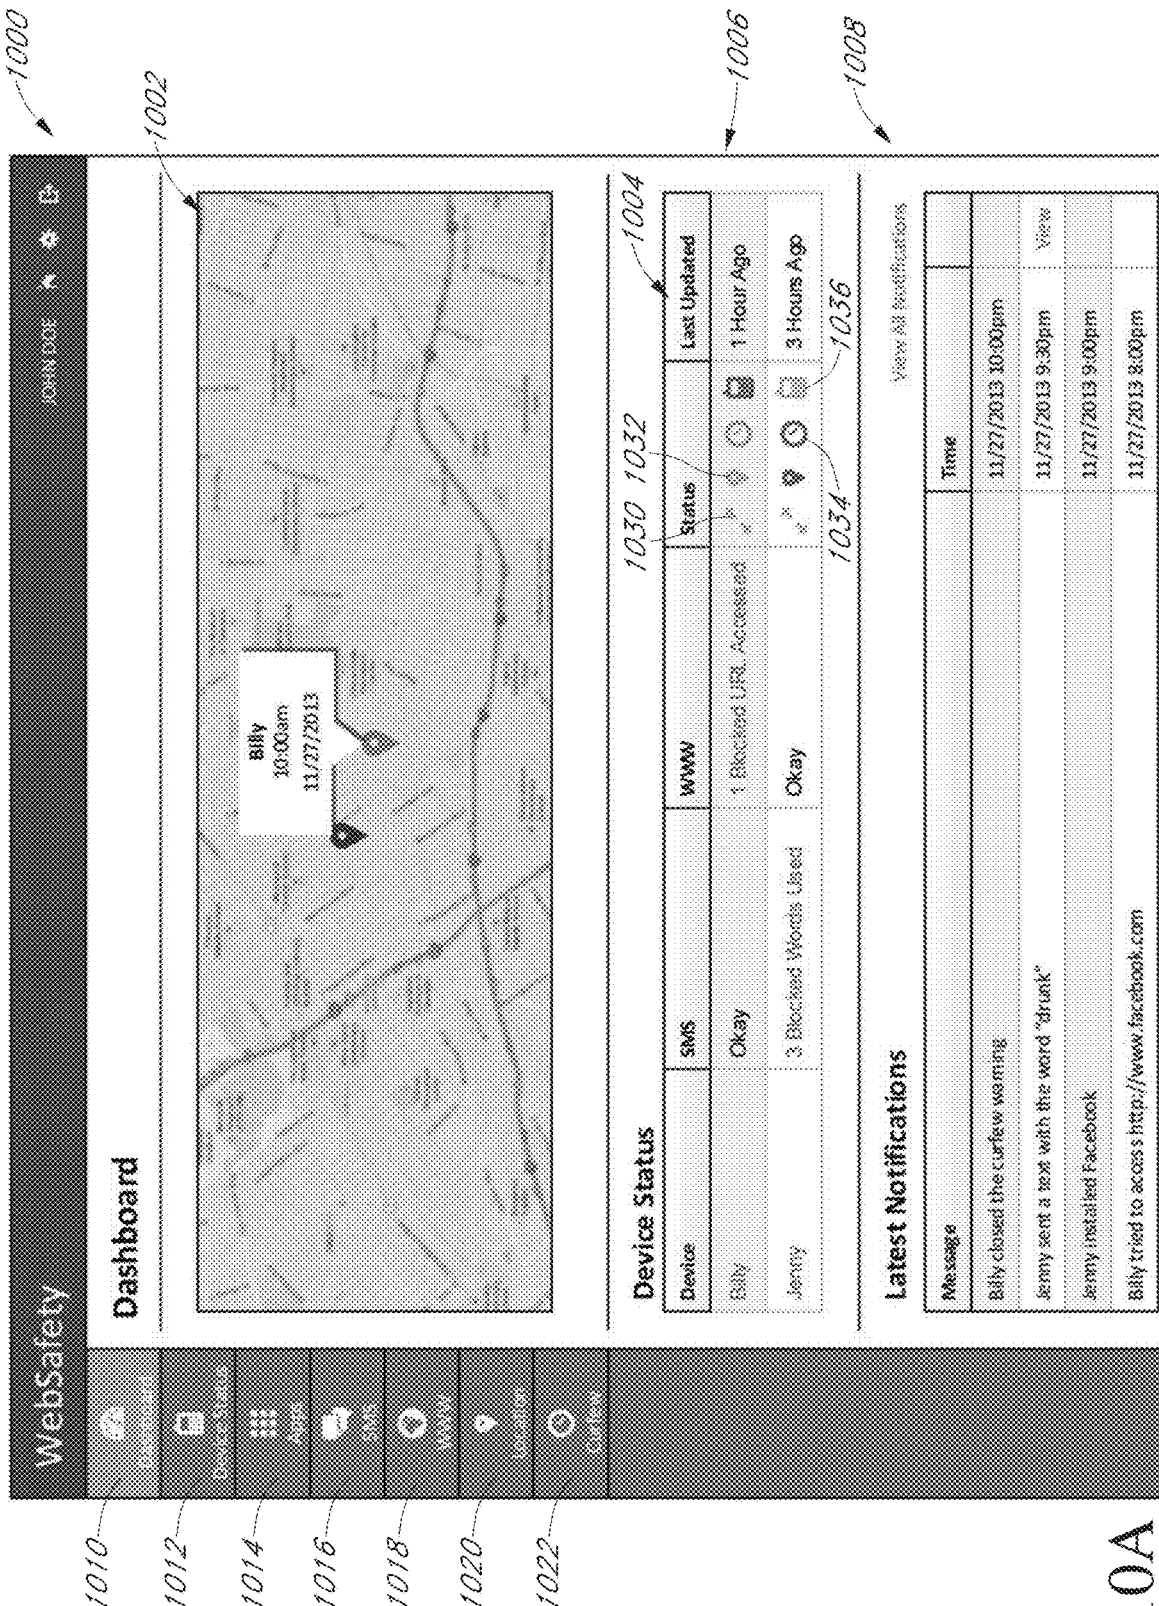 1000
WebSafety JOHN DOE
1010
Dashboard
1002
Billy
10:00am
11/27/2013
1012
Device Status
1014
Apps
1016
SMS
1018
WWW
1020
Location
1022
Curfew
Device Status
1030 1032 1004
Device SMS WWW Status Last Updated
Billy Okay 1 Blocked URL Accessed 1 Hour Ago
1006
Jenny 3 Blocked Words Used Okay 3 Hours Ago
1034 1036
1008
Latest Notifications View All Notifications
Message Time
Billy closed the curfew warning 11/27/2013 10:00pm
Jenny sent a text with the word "drunk" 11/27/2013 9:30pm View
Jenny installed Facebook 11/27/2013 9:00pm
Billy tried to access http://www.facebook.com 11/27/2013 8:00pm
0A